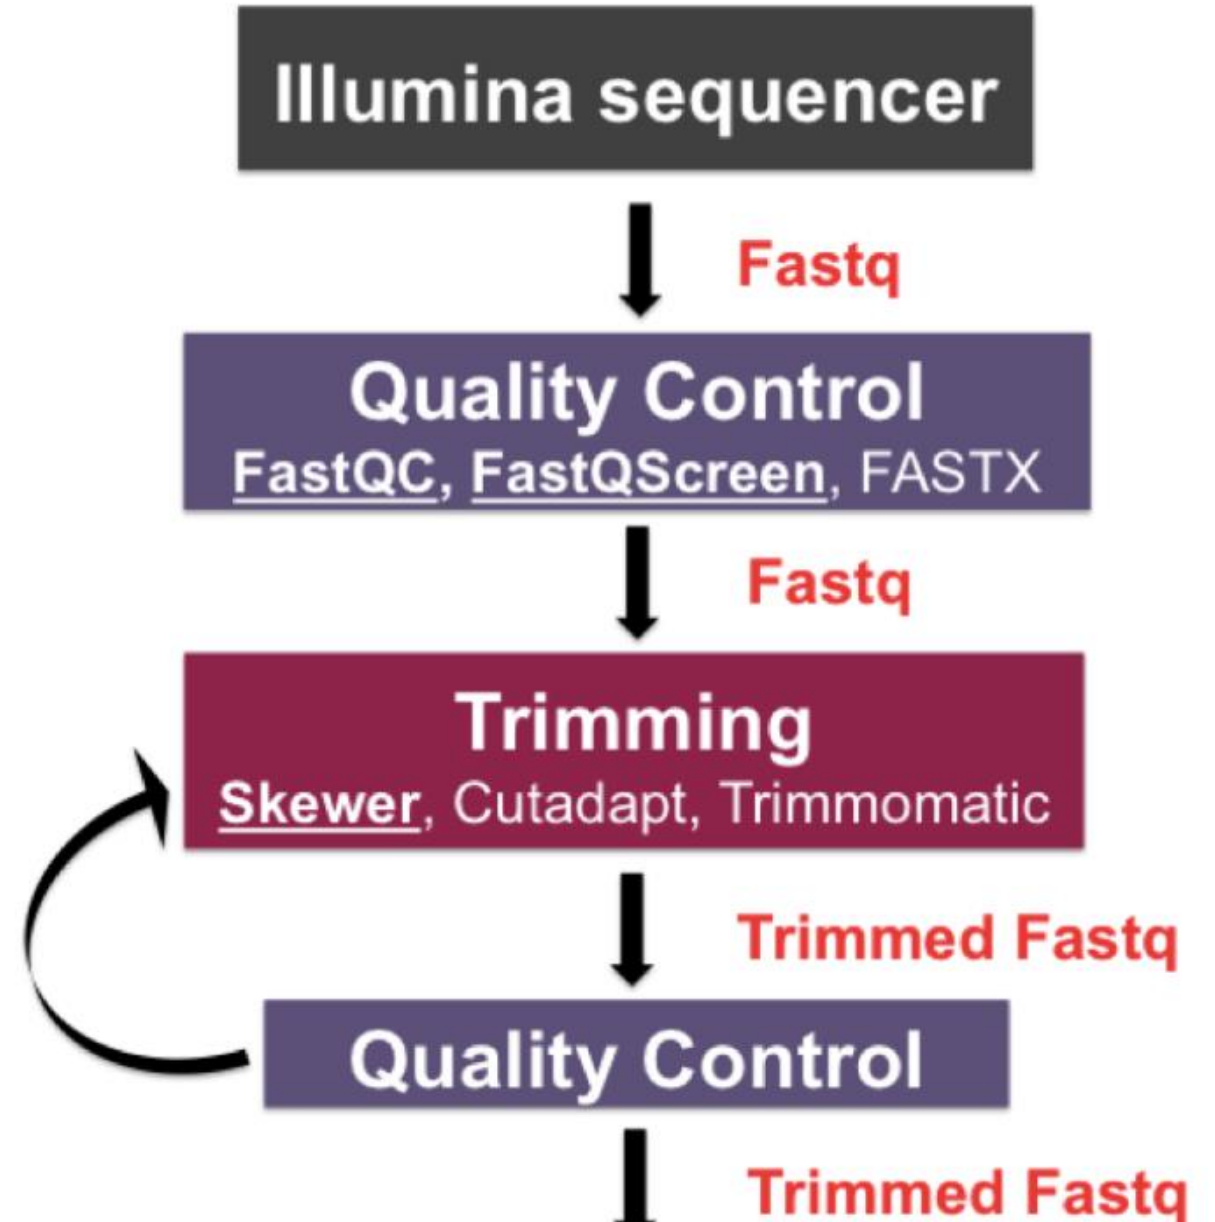 Illumina sequencer
Fastq
Quality Control
FastQC, FastQScreen, FASTX
Fastq
Trimming
Skewer, Cutadapt, Trimmomatic
Trimmed Fastq
Quality Control
Trimmed Fastq